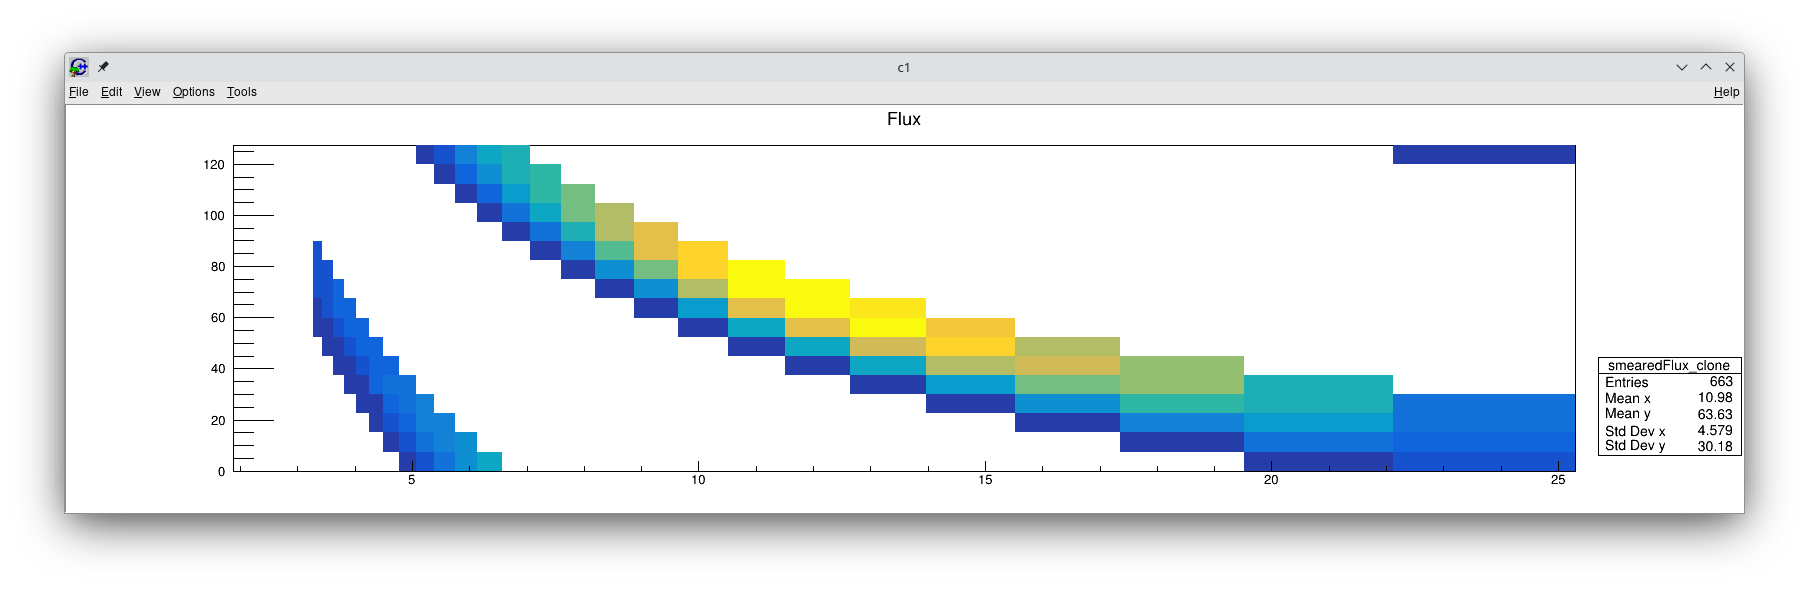 c1
File Edit View Options Tools Help
Flux
120
100
80
60
40
20
0
5 10 15 20 25
smearedFlux_clone
Entries 663
Mean x 10.98
Mean y 63.63
Std Dev x 4.579
Std Dev y 30.18